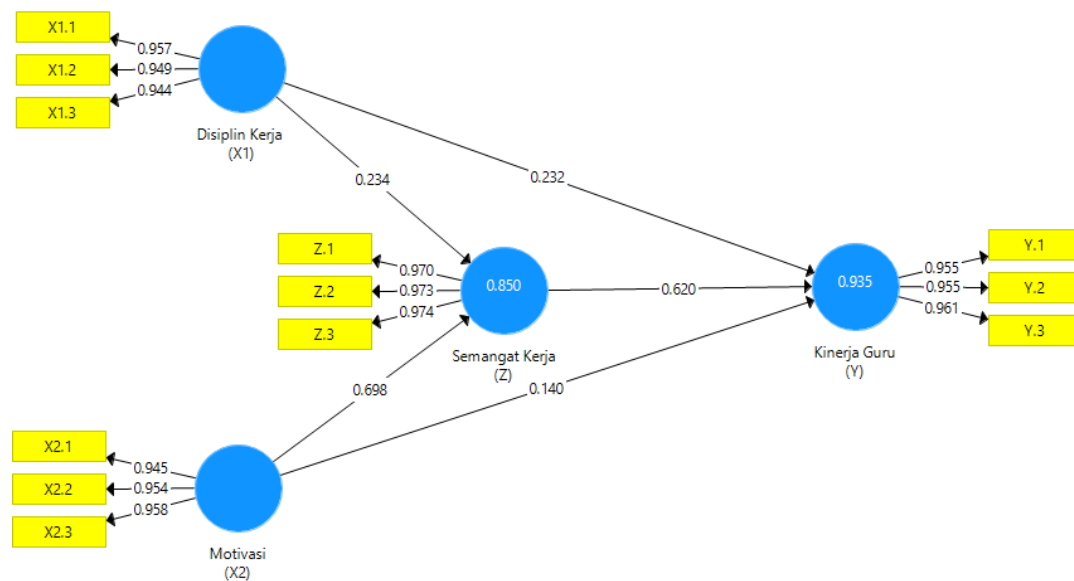 X1.1
X1.2
X1.3
0.957
0.949
0.944
Disiplin Kerja
(X1)
0.234
0.232
Z.1
Z.2
Z.3
0.970
0.973
0.974
0.850
Semangat Kerja
(Z)
0.620
0.935
Kinerja Guru
(Y)
0.955
0.955
0.961
Y.1
Y.2
Y.3
0.698
0.140
X2.1
X2.2
X2.3
0.945
0.954
0.958
Motivasi
(X2)